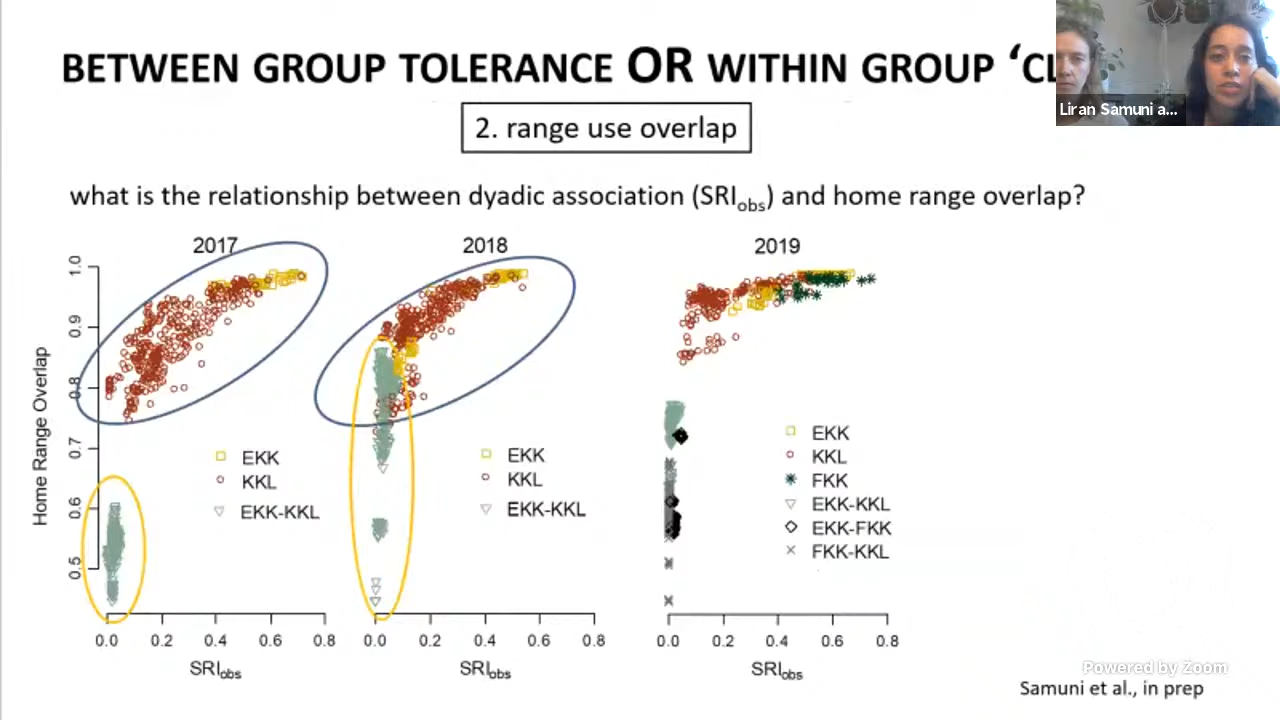 BETWEEN GROUP TOLERANCE OR WITHIN GROUP ‘CL
Liran Samuni a...
2. range use overlap
what is the relationship between dyadic association (SRIobs) and home range overlap?
2017
2018
2019
Home Range Overlap
1.0
0.9
0.8
0.7
0.6
0.5
EKK
KKL
EKK-KKL
EKK
KKL
EKK-KKL
EKK
KKL
FKK
EKK-KKL
EKK-FKK
FKK-KKL
0.0 0.2 0.4 0.6 0.8
0.0 0.2 0.4 0.6 0.8
0.0 0.2 0.4 0.6 0.8
SRIobs
SRIobs
SRIobs
Powered by Zoom
Samuni et al., in prep